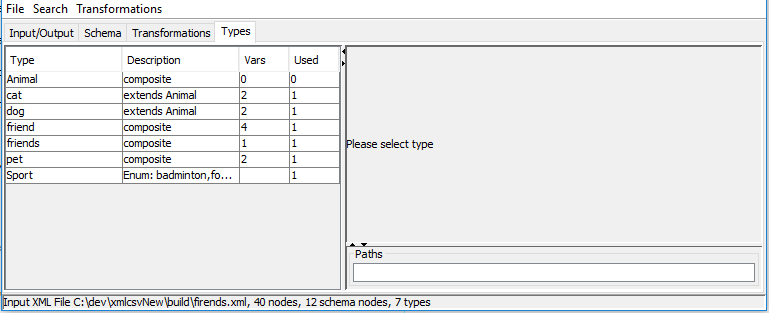 File Search Transformations
Input/Output Schema Transformations Types
Type Description Vars Used
Animal composite 0 0
cat extends Animal 2 1
dog extends Animal 2 1
friend composite 4 1
friends composite 1 1
pet composite 2 1
Sport Enum: badminton,fo... 1
Please select type
Paths
Input XML File C:\dev\xmlcsvNew\build\firends.xml, 40 nodes, 12 schema nodes, 7 types